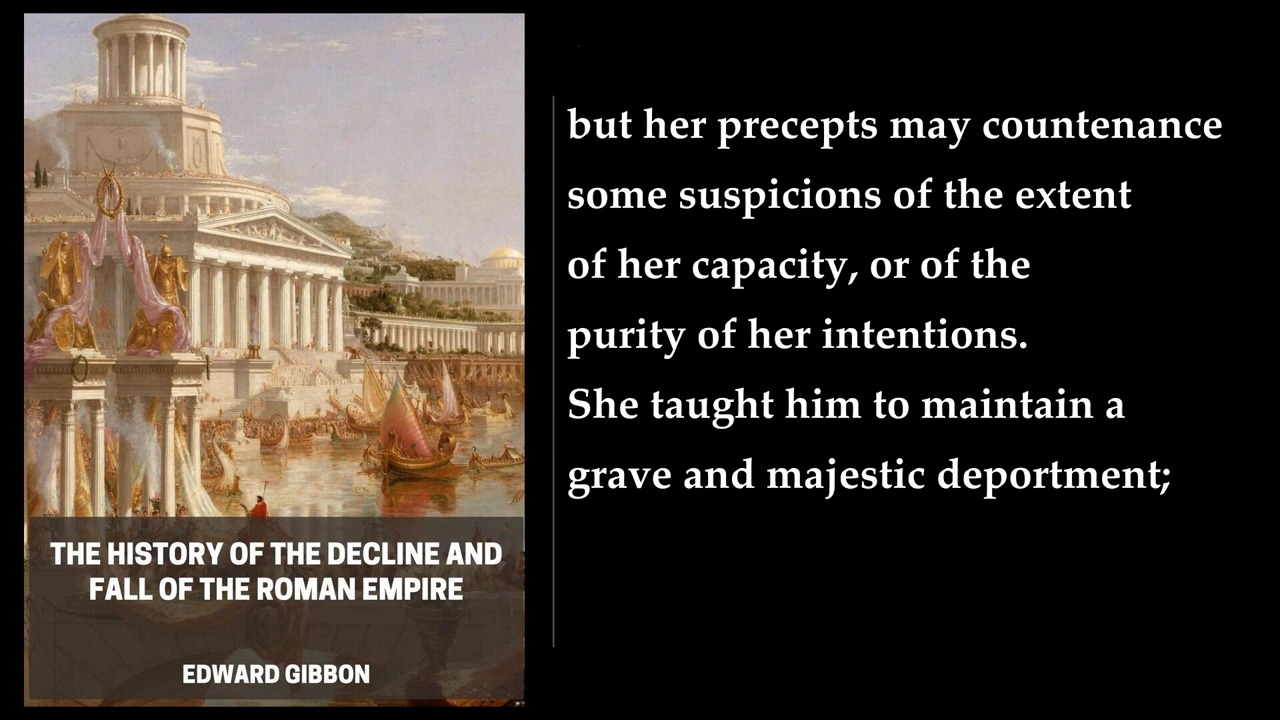 but her precepts may countenance
some suspicions of the extent
of her capacity, or of the
purity of her intentions.
She taught him to maintain a
grave and majestic deportment;
THE HISTORY OF THE DECLINE AND
FALL OF THE ROMAN EMPIRE
EDWARD GIBBON